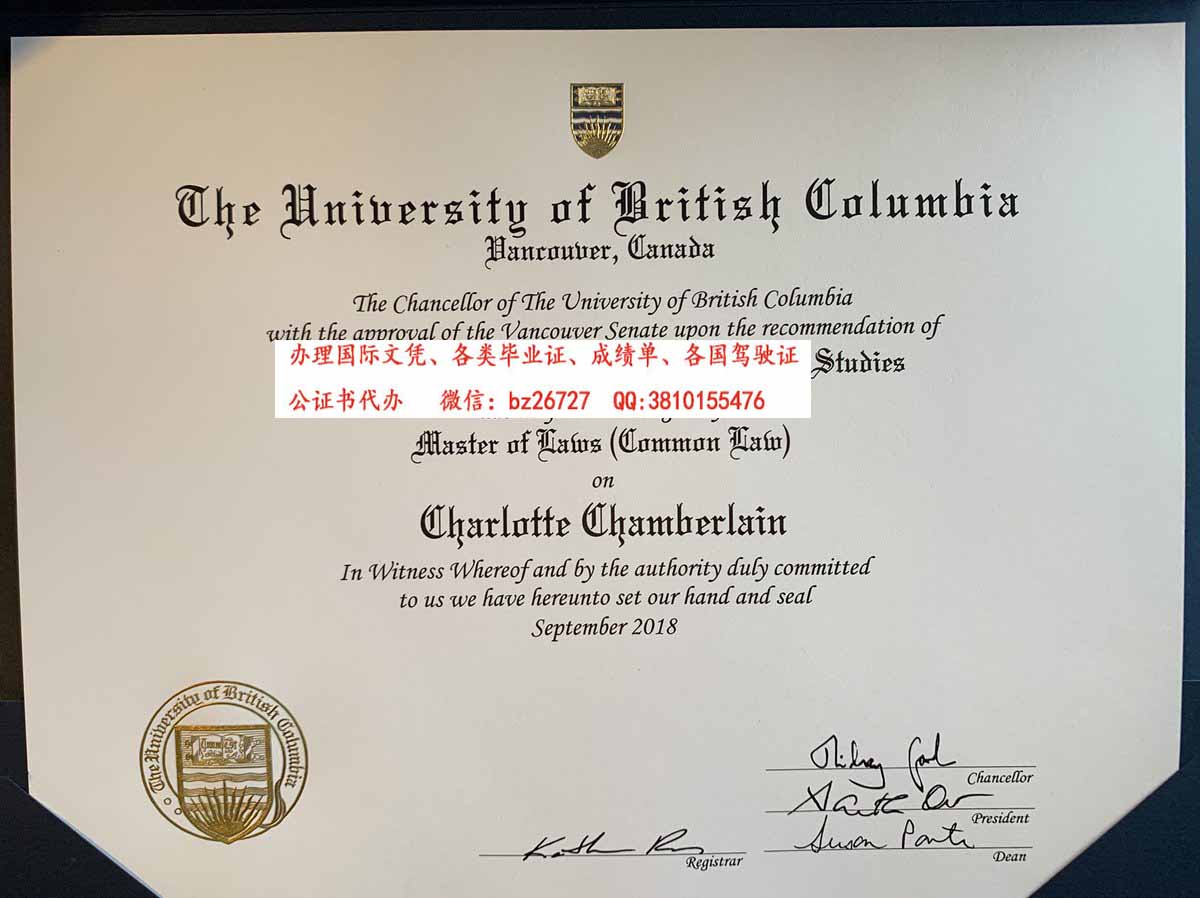 The University of British Columbia
Vancouver, Canada
The Chancellor of The University of British Columbia
with the approval of the Vancouver Senate upon the recommendation of
办理国际文凭、各类毕业证、成绩单、各国驾驶证
Studies
公证书代办 微信: bz26727 QQ:3810155476
Master of Laws (Common Law)
on
Charlotte Chamberlain
In Witness Whereof and by the authority duly committed
to us we have hereunto set our hand and seal
September 2018
The University of British Columbia
Chancellor
President
Registrar
Dean